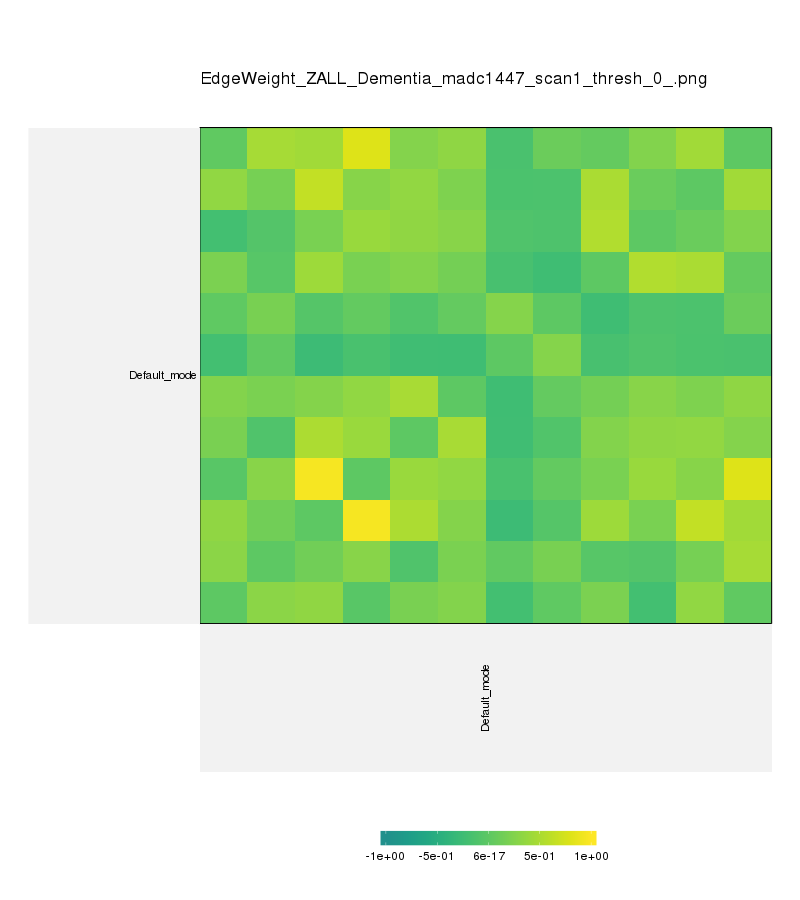 EdgeWeight_ZALL_Dementia_madc1447_scan1_thresh_0_.png
Default_mode
Default_mode
-1e+00 -5e-01 6e-17 5e-01 1e+00